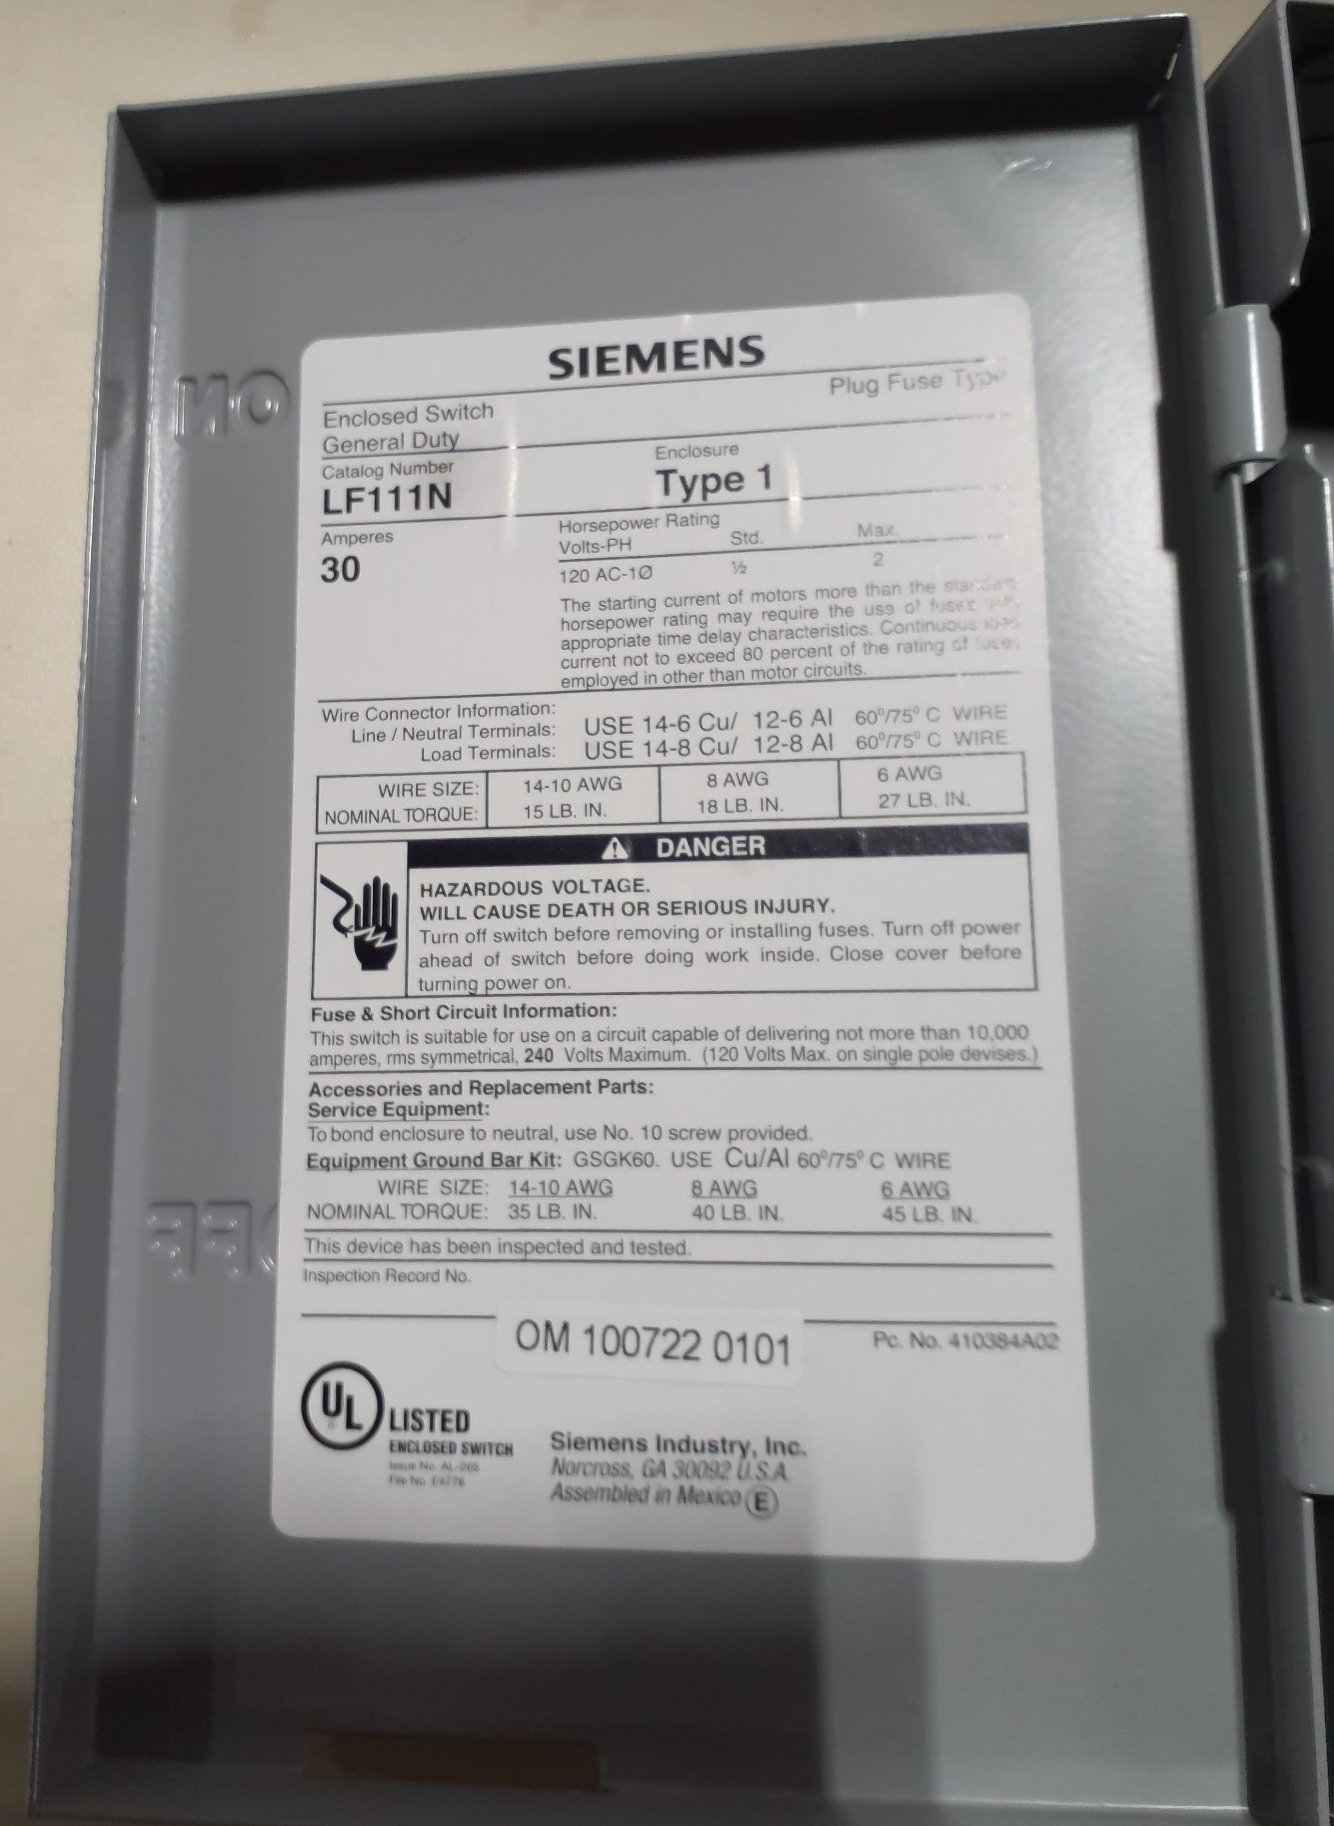 SIEMENS
Plug Fuse Type
Enclosed Switch
General Duty
Catalog Number
LF111N
Enclosure
Type 1
Amperes
30
Horsepower Rating
Volts-PH Std. Max.
120 AC-1Ø ½ 2
The starting current of motors more than the standard
horsepower rating may require the use of fuses
appropriate time delay characteristics. Continuous load
current not to exceed 80 percent of the rating of fuses
employed in other than motor circuits.
Wire Connector Information:
Line / Neutral Terminals: USE 14-6 Cu/ 12-6 Al 60°/75° C WIRE
Load Terminals: USE 14-8 Cu/ 12-8 Al 60°/75° C WIRE
WIRE SIZE: 14-10 AWG 8 AWG 6 AWG
NOMINAL TORQUE: 15 LB. IN. 18 LB. IN. 27 LB. IN.
⚠ DANGER
HAZARDOUS VOLTAGE.
WILL CAUSE DEATH OR SERIOUS INJURY.
Turn off switch before removing or installing fuses. Turn off power
ahead of switch before doing work inside. Close cover before
turning power on.
Fuse & Short Circuit Information:
This switch is suitable for use on a circuit capable of delivering not more than 10,000
amperes, rms symmetrical, 240 Volts Maximum. (120 Volts Max. on single pole devises.)
Accessories and Replacement Parts:
Service Equipment:
To bond enclosure to neutral, use No. 10 screw provided.
Equipment Ground Bar Kit: GSGK60. USE Cu/Al 60°/75° C WIRE
WIRE SIZE: 14-10 AWG 8 AWG 6 AWG
NOMINAL TORQUE: 35 LB. IN. 40 LB. IN. 45 LB. IN.
This device has been inspected and tested.
Inspection Record No.
OM 100722 0101
Pc. No. 410384A02
UL LISTED
ENCLOSED SWITCH
Issue No. AL-268
File No. E4776
Siemens Industry, Inc.
Norcross, GA 30092 U.S.A.
Assembled in Mexico E
ON
OFF